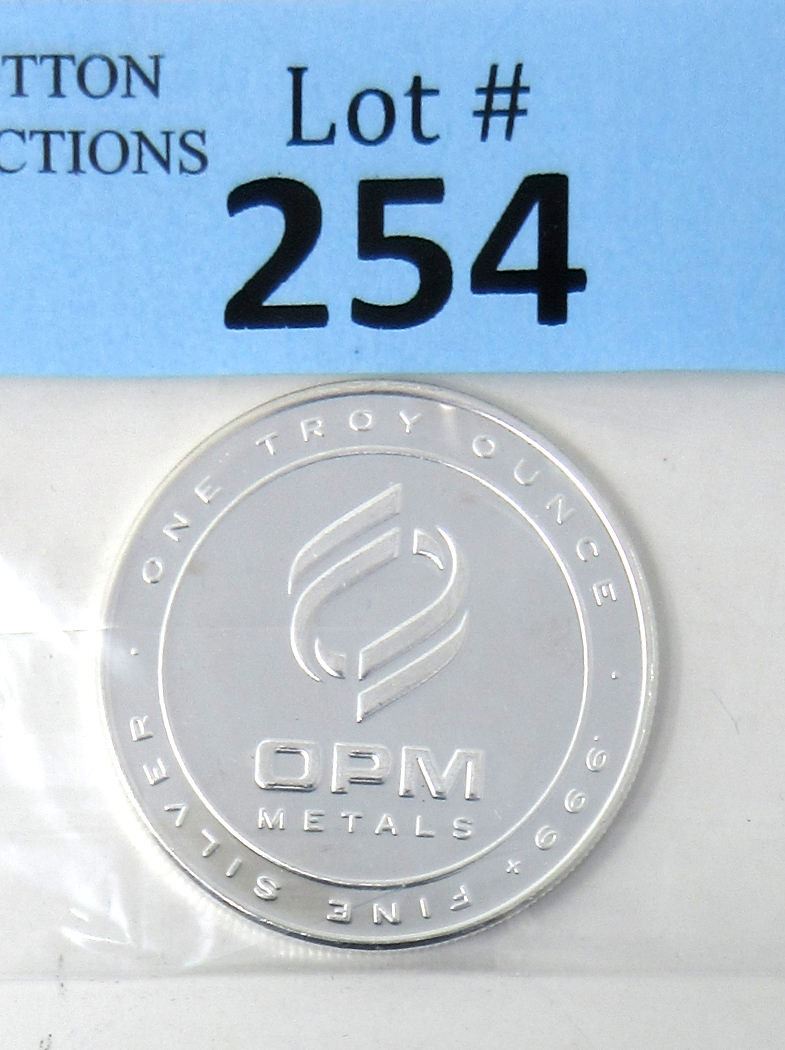 TTON
CTIONS
Lot #
254
ONE TROY OUNCE
OPM
METALS
.999+ FINE SILVER